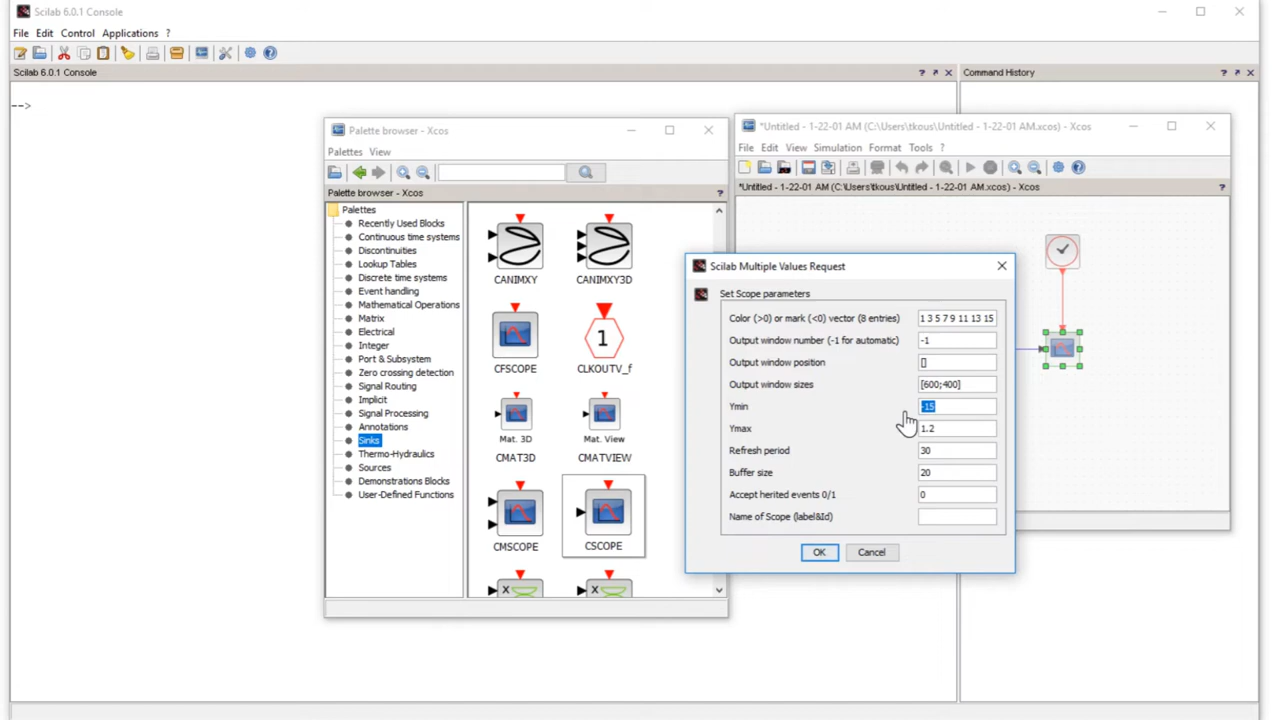 Scilab 6.0.1 Console
File Edit Control Applications ?
Scilab 6.0.1 Console
? ↗ ×
Command History
? ↗ ×
-->
Palette browser - Xcos
Palettes View
Palette browser - Xcos
?
Palettes
Recently Used Blocks
Continuous time systems
Discontinuities
Lookup Tables
Discrete time systems
Event handling
Mathematical Operations
Matrix
Electrical
Integer
Port & Subsystem
Zero crossing detection
Signal Routing
Implicit
Signal Processing
Annotations
Sinks
Thermo-Hydraulics
Sources
Demonstrations Blocks
User-Defined Functions
CANIMXY
CANIMXY3D
1
CFSCOPE
CLKOUTV_f
Mat. 3D
Mat. View
CMAT3D
CMATVIEW
CMSCOPE
CSCOPE
X
X
*Untitled - 1-22-01 AM (C:\Users\tkous\Untitled - 1-22-01 AM.xcos) - Xcos
File Edit View Simulation Format Tools ?
*Untitled - 1-22-01 AM (C:\Users\tkous\Untitled - 1-22-01 AM.xcos) - Xcos
?
Scilab Multiple Values Request
Set Scope parameters
Color (>0) or mark (<0) vector (8 entries) 1 3 5 7 9 11 13 15
Output window number (-1 for automatic) -1
Output window position []
Output window sizes [600;400]
Ymin -15
Ymax 1.2
Refresh period 30
Buffer size 20
Accept herited events 0/1 0
Name of Scope (label&Id)
OK Cancel